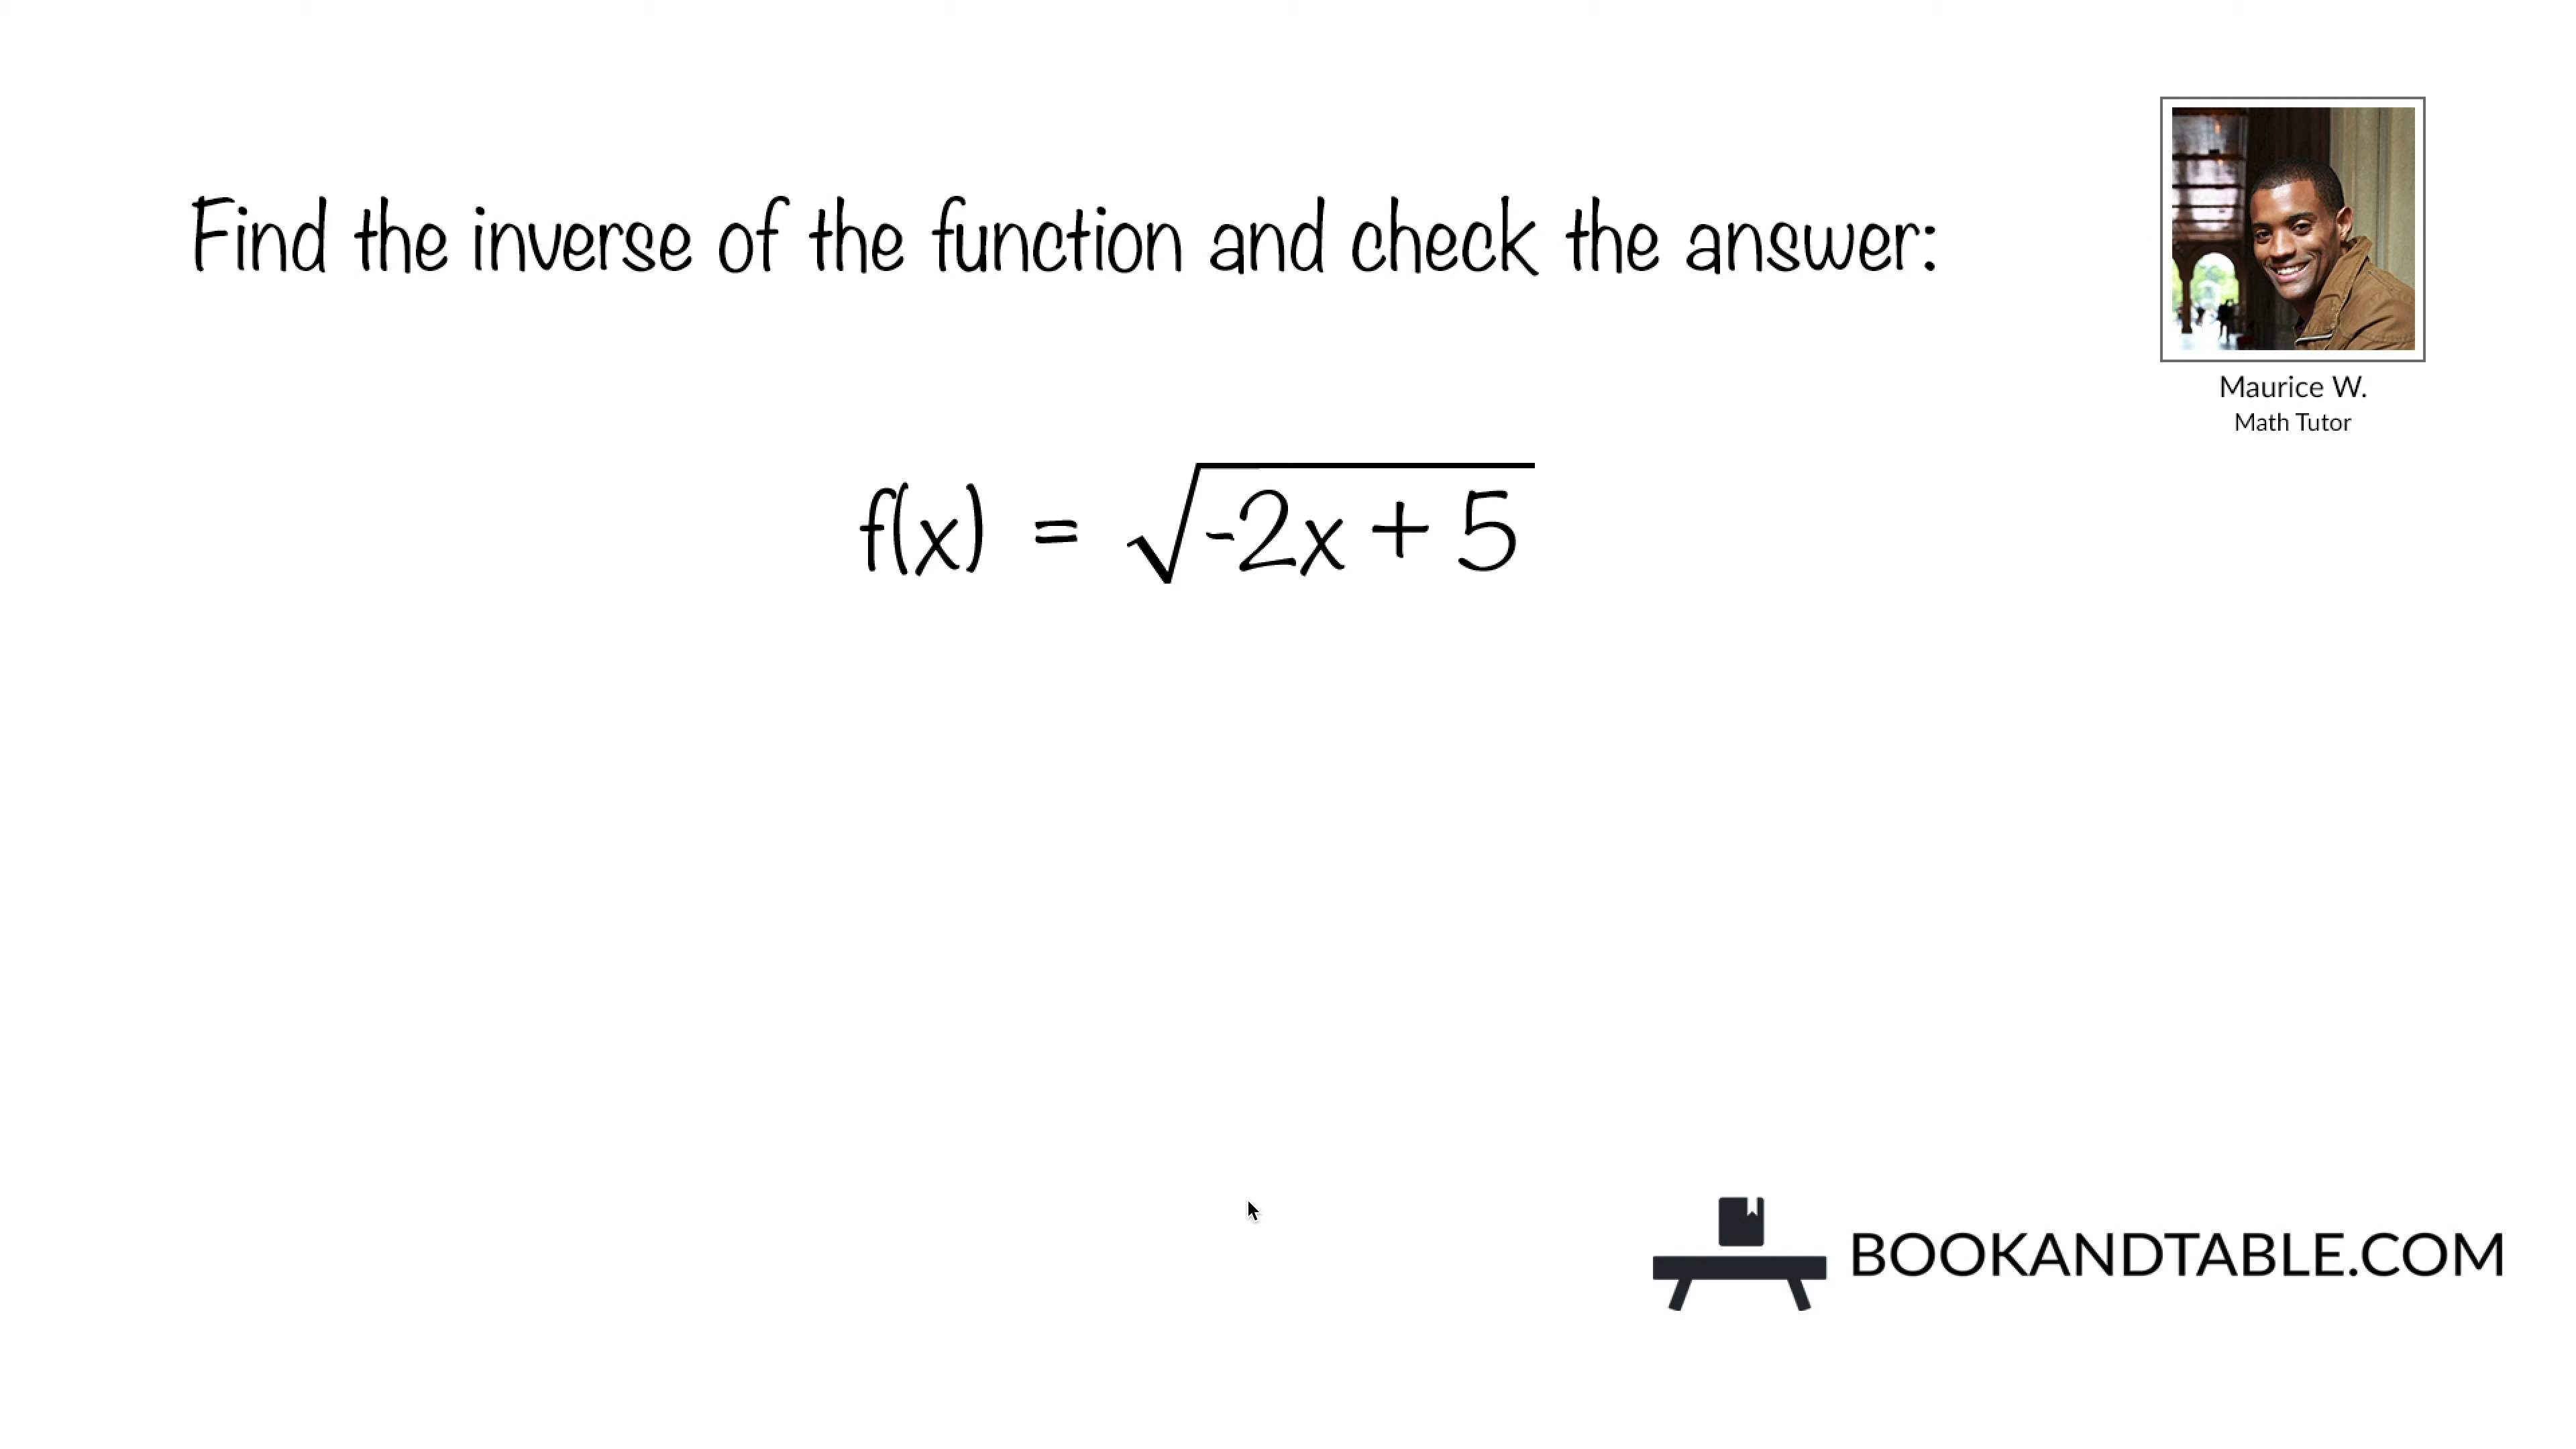 Find the inverse of the function and check the answer:
Maurice W.
Math Tutor
f(x) = √-2x + 5
BOOKANDTABLE.COM